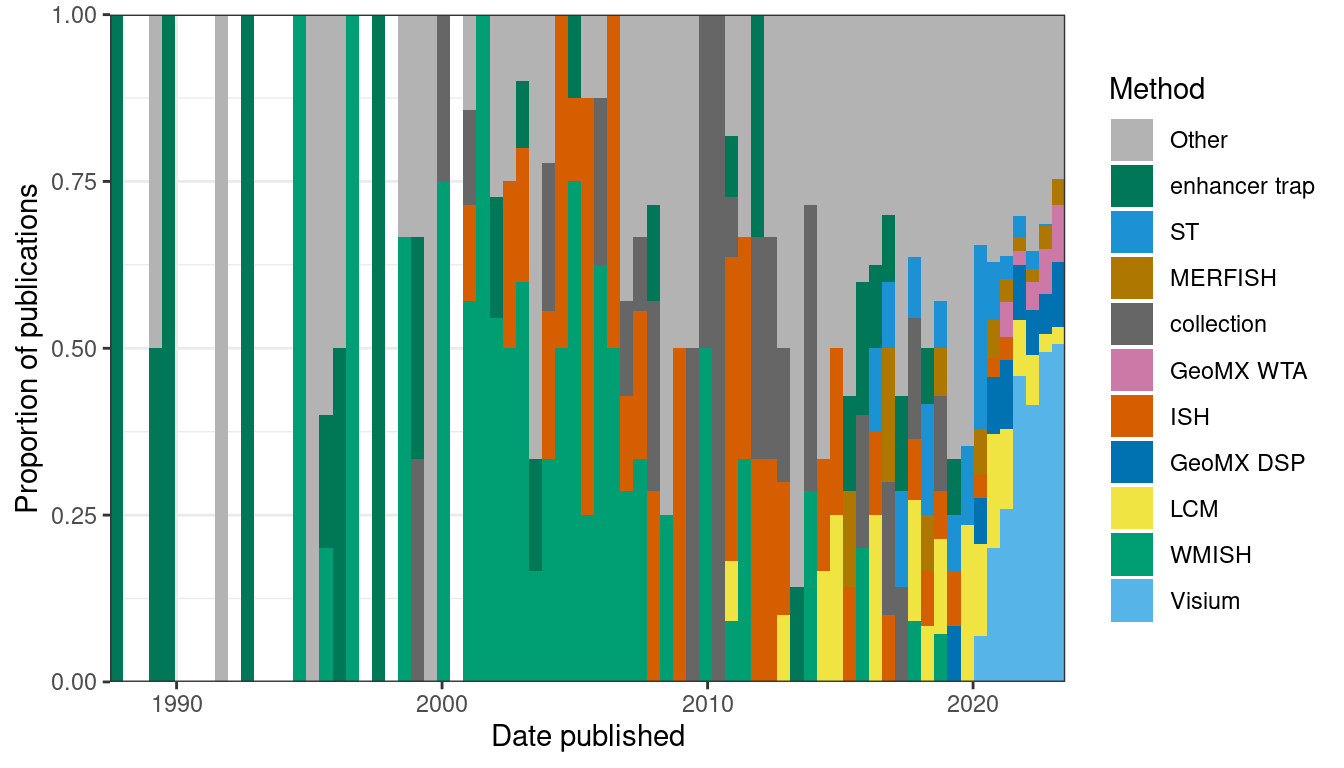 1.00
0.75
0.50
0.25
0.00
Proportion of publications
1990
2000
2010
2020
Date published
Method
Other
enhancer trap
ST
MERFISH
collection
GeoMX WTA
ISH
GeoMX DSP
LCM
WMISH
Visium